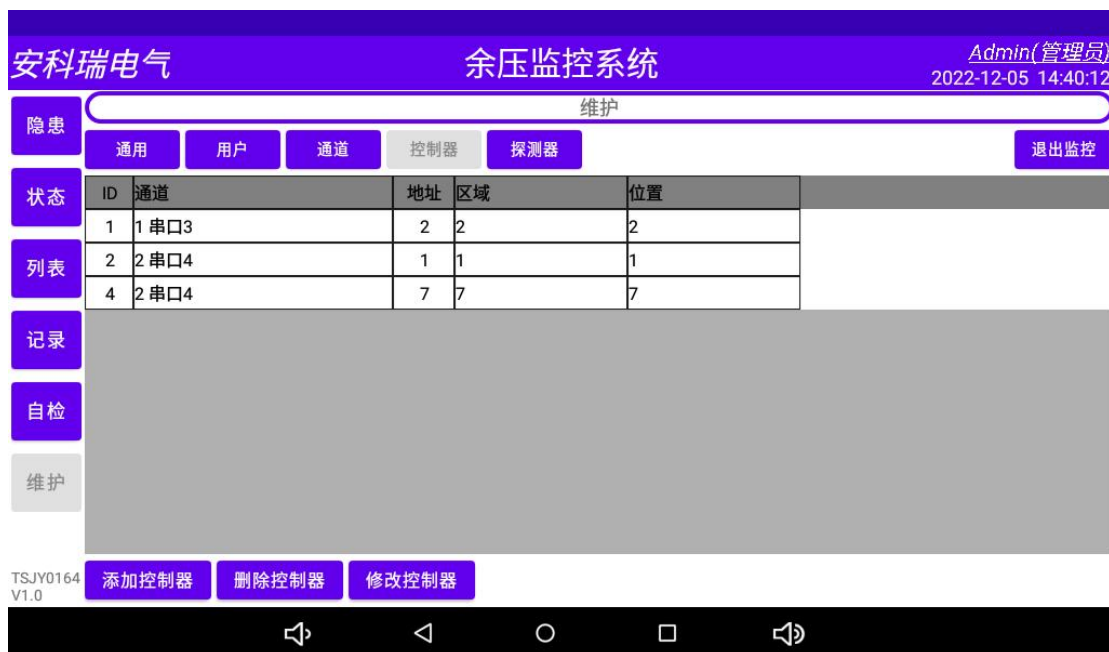 安科瑞电气 余压监控系统 Admin(管理员)
2022-12-05 14:40:12
维护
隐患
通用 用户 通道 控制器 探测器 退出监控
状态
ID 通道 地址 区域 位置
1 1 串口3 2 2 2
列表
2 2 串口4 1 1 1
4 2 串口4 7 7 7
记录
自检
维护
TSJY0164
V1.0
添加控制器 删除控制器 修改控制器